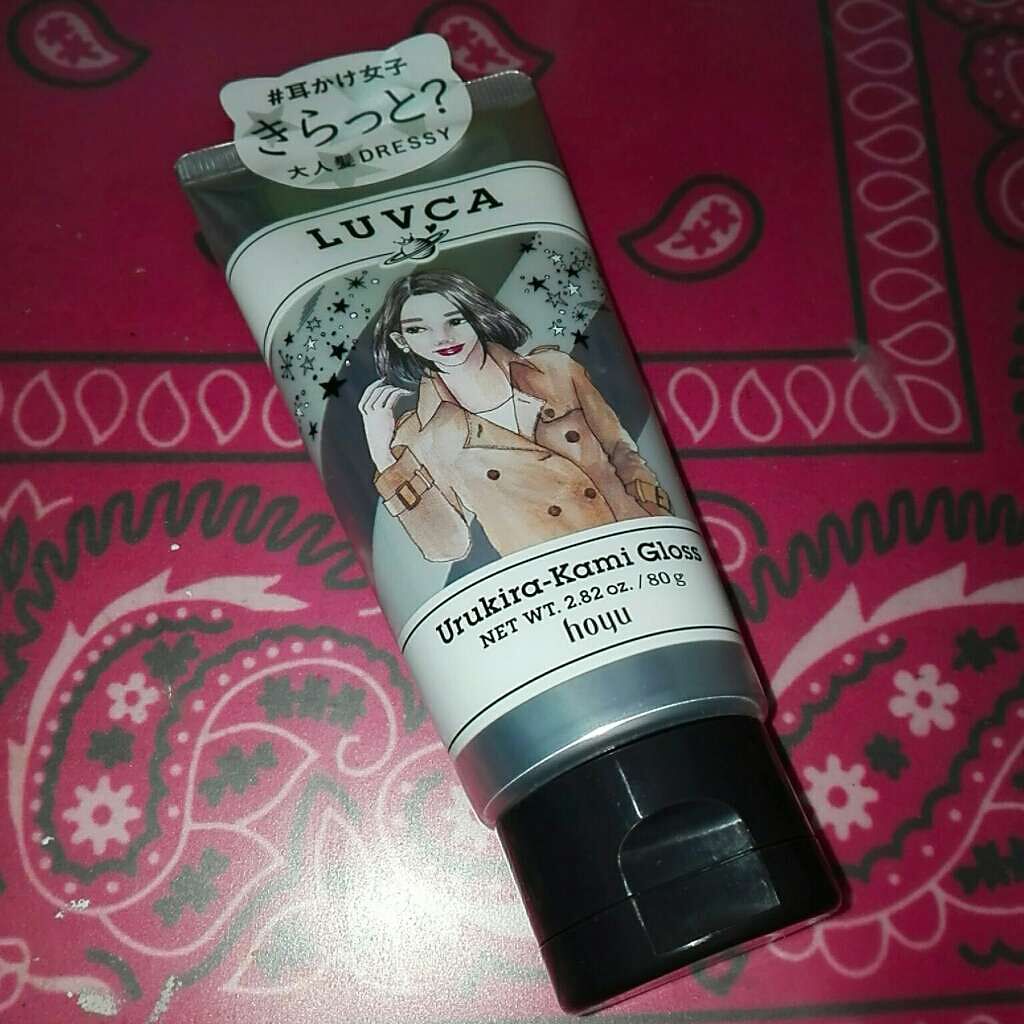 #耳かけ女子
きらっと?
大人髪DRESSY
LUVCA
Urukira-Kami Gloss
NET WT. 2.82 oz. / 80 g
hoyu